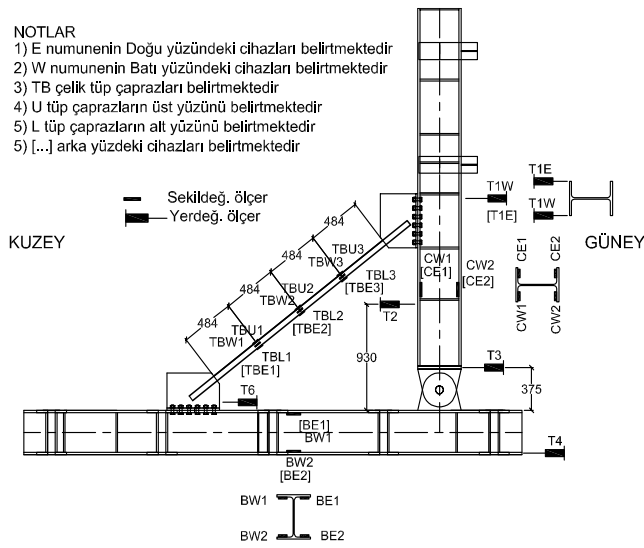 NOTLAR
1) E numunenin Doğu yüzündeki cihazları belirtmektedir
2) W numunenin Batı yüzündeki cihazları belirtmektedir
3) TB çelik tüp çaprazları belirtmektedir
4) U tüp çaprazların üst yüzünü belirtmektedir
5) L tüp çaprazların alt yüzünü belirtmektedir
5) [...] arka yüzdeki cihazları belirtmektedir
Sekildeğ. ölçer
Yerdeğ. ölçer
KUZEY
GÜNEY
T1W
[T1E]
T1E
T1W
CE1
CE2
CW1
CW2
CW1
[CE1]
CW2
[CE2]
484
484
484
484
TBU3
TBW3
TBU2
TBW2
TBU1
TBW1
TBL3
[TBE3]
TBL2
[TBE2]
TBL1
[TBE1]
T2
930
T3
375
T6
T4
[BE1]
BW1
BW2
[BE2]
BW1
BE1
BW2
BE2